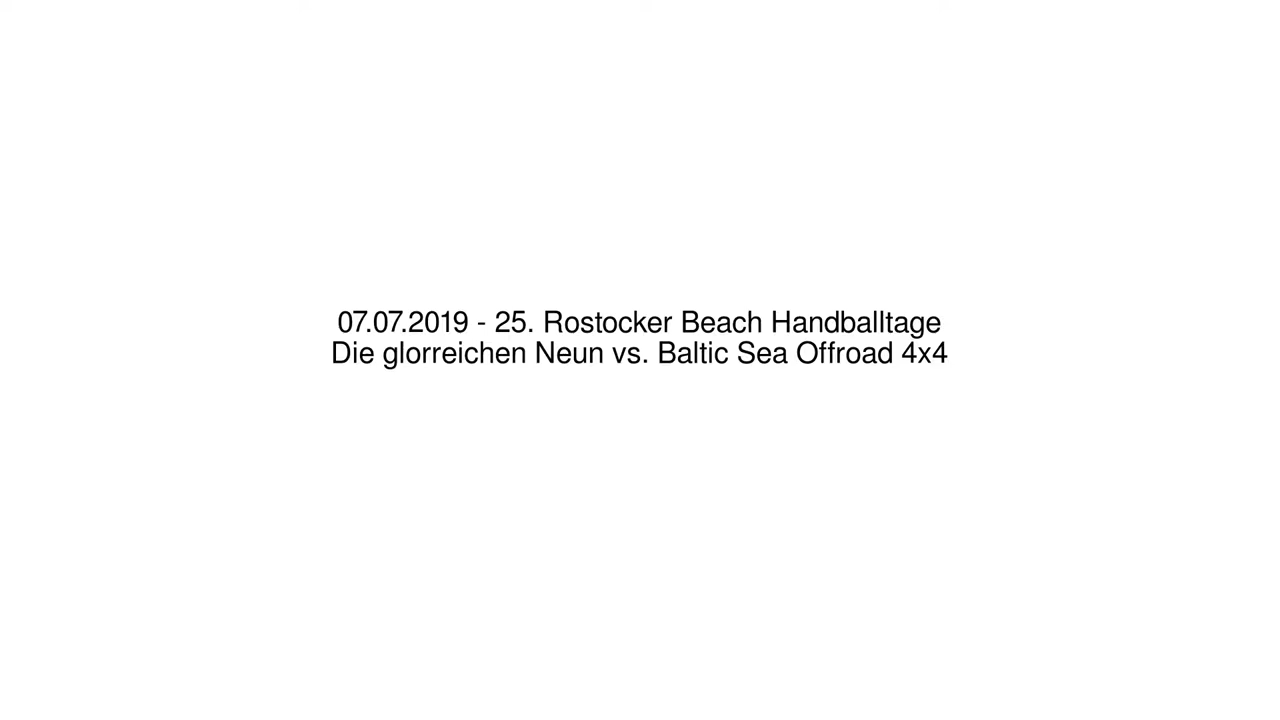 07.07.2019 - 25. Rostocker Beach Handballtage
Die glorreichen Neun vs. Baltic Sea Offroad 4x4